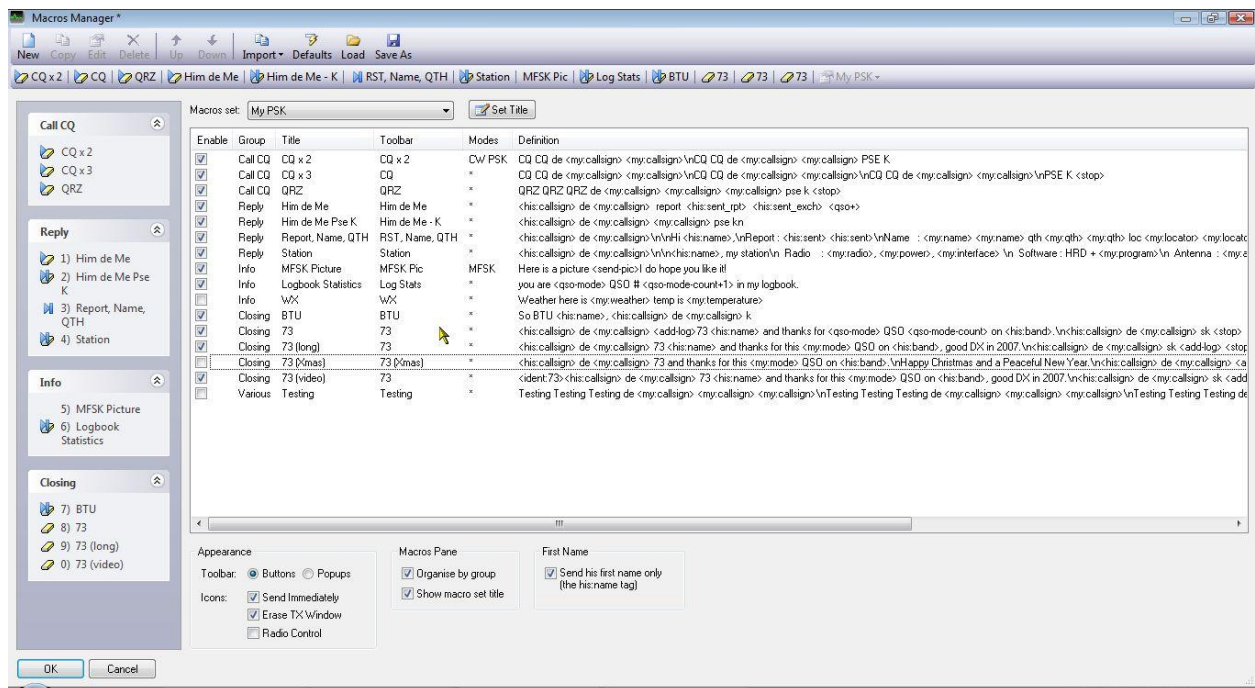 Macros Manager *
New Copy Edit Delete Up Down Import Defaults Load Save As
CQ x 2 CQ QRZ Him de Me Him de Me - K RST, Name, QTH Station MFSK Pic Log Stats BTU 73 73 73 My PSK
Call CQ
CQ x 2
CQ x 3
QRZ
Reply
1) Him de Me
2) Him de Me Pse
K
3) Report, Name,
QTH
4) Station
Info
5) MFSK Picture
6) Logbook
Statistics
Closing
7) BTU
8) 73
9) 73 (long)
0) 73 (video)
Macros set: My PSK Set Title
Enable Group Title Toolbar Modes Definition
Call CQ CQ x 2 CQ x 2 CW PSK CQ CQ de <my:callsign> <my:callsign>\nCQ CQ de <my:callsign> <my:callsign> PSE K
Call CQ CQ x 3 CQ * CQ CQ de <my:callsign> <my:callsign>\nCQ CQ de <my:callsign> <my:callsign>\nCQ CQ de <my:callsign> <my:callsign>\nPSE K <stop>
Call CQ QRZ QRZ * QRZ QRZ QRZ de <my:callsign> <my:callsign> pse k <stop>
Reply Him de Me Him de Me * <his:callsign> de <my:callsign> report <his:sent_rpt> <his:sent_exch> <qso+>
Reply Him de Me Pse K Him de Me - K * <his:callsign> de <my:callsign> <my:callsign> pse kn
Reply Report, Name, QTH RST, Name, QTH * <his:callsign> de <my:callsign>\n\nHi <his:name>,\nReport : <his:sent> <his:sent>\nName : <my:name> <my:name> qth <my:qth> <my:qth> loc <my:locator> <my:locatc
Reply Station Station * <his:callsign> de <my:callsign>\n\n<his:name>, my station\n Radio : <my:radio>, <my:power>, <my:interface> \n Software : HRD + <my:program>\n Antenna : <my:a
Info MFSK Picture MFSK Pic MFSK Here is a picture <send-pic>I do hope you like it!
Info Logbook Statistics Log Stats * you are <qso-mode> QSO # <qso-mode-count+1> in my logbook.
Info WX WX * Weather here is <my:weather> temp is <my:temperature>
Closing BTU BTU * So BTU <his:name>, <his:callsign> de <my:callsign> k
Closing 73 73 * <his:callsign> de <my:callsign> <add-log>73 <his:name> and thanks for <qso-mode> QSO <qso-mode-count> on <his:band>.\n<his:callsign> de <my:callsign> sk <stop>
Closing 73 (long) 73 * <his:callsign> de <my:callsign> 73 <his:name> and thanks for this <my:mode> QSO on <his:band>, good DX in 2007.\n<his:callsign> de <my:callsign> sk <add-log> <stop
Closing 73 (Xmas) 73 (Xmas) * <his:callsign> de <my:callsign> 73 and thanks for this <my:mode> QSO on <his:band>.\nHappy Christmas and a Peaceful New Year.\n<his:callsign> de <my:callsign> <a
Closing 73 (video) 73 * <ident:73><his:callsign> de <my:callsign> 73 <his:name> and thanks for this <my:mode> QSO on <his:band>, good DX in 2007.\n<his:callsign> de <my:callsign> sk <add
Various Testing Testing * Testing Testing Testing de <my:callsign> <my:callsign> <my:callsign>\nTesting Testing Testing de <my:callsign> <my:callsign> <my:callsign>\nTesting Testing Testing de
Appearance
Toolbar: Buttons Popups
Icons: Send Immediately
Erase TX Window
Radio Control
Macros Pane
Organise by group
Show macro set title
First Name
Send his first name only
(the his:name tag)
OK Cancel